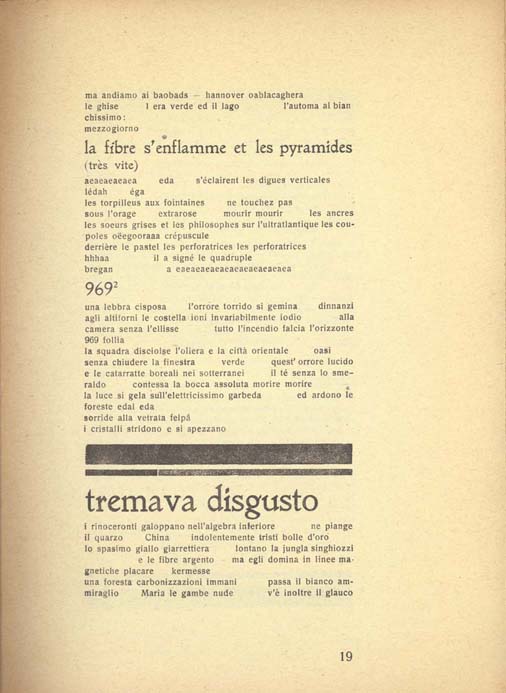 ma andiamo ai baobads — hannover oablacaghera
le ghise l era verde ed il lago l'automa al bian
chissimo:
mezzogiorno
la fibre s'enflamme et les pyramides
(très vite)
aeaeaeaeaea eda s'éclairent les digues verticales
lédah éga
les torpilleus aux fointaines ne touchez pas
sous l'orage extrarose mourir mourir les ancres
les soeurs grises et les philosophes sur l'ultratlantique les cou-
poles oëegooraaa crépuscule
derrière le pastel les perforatrices les perforatrices
hhhaa il a signé le quadruple
bregan a eaeaeaeaeacaeaeaeaeaea
969²
una lebbra cisposa l'orrore torrido si gemina dinnanzi
agli altiforni le costella ioni invariabilmente iodio alla
camera senza l'ellisse tutto l'incendio falcia l'orizzonte
969 follia
la squadra disciolse l'oliera e la ciftà orientale oasi
senza chiudere la finestra verde quest' orrore lucido
e le catarratte boreali nei sotterranei il té senza lo sme-
raldo contessa la bocca assoluta morire morire
la luce si gela sull'elettricissimo garbeda ed ardono le
foreste edal eda
sorride alla vetrata felpâ
i cristalli stridono e si spezzano
tremava disgusto
i rinoceronti galoppano nell'algebra inferiore ne piange
il quarzo China indolentemente tristi bolle d'oro
lo spasimo giallo giarrettiera lontano la jungla singhiozzi
e le fibre argento ma egli domina in linee ma-
gnetiche placare kermesse
una foresta carbonizzazioni immani passa il bianco am-
miraglio Maria le gambe nude v'è inoltre il glauco
19